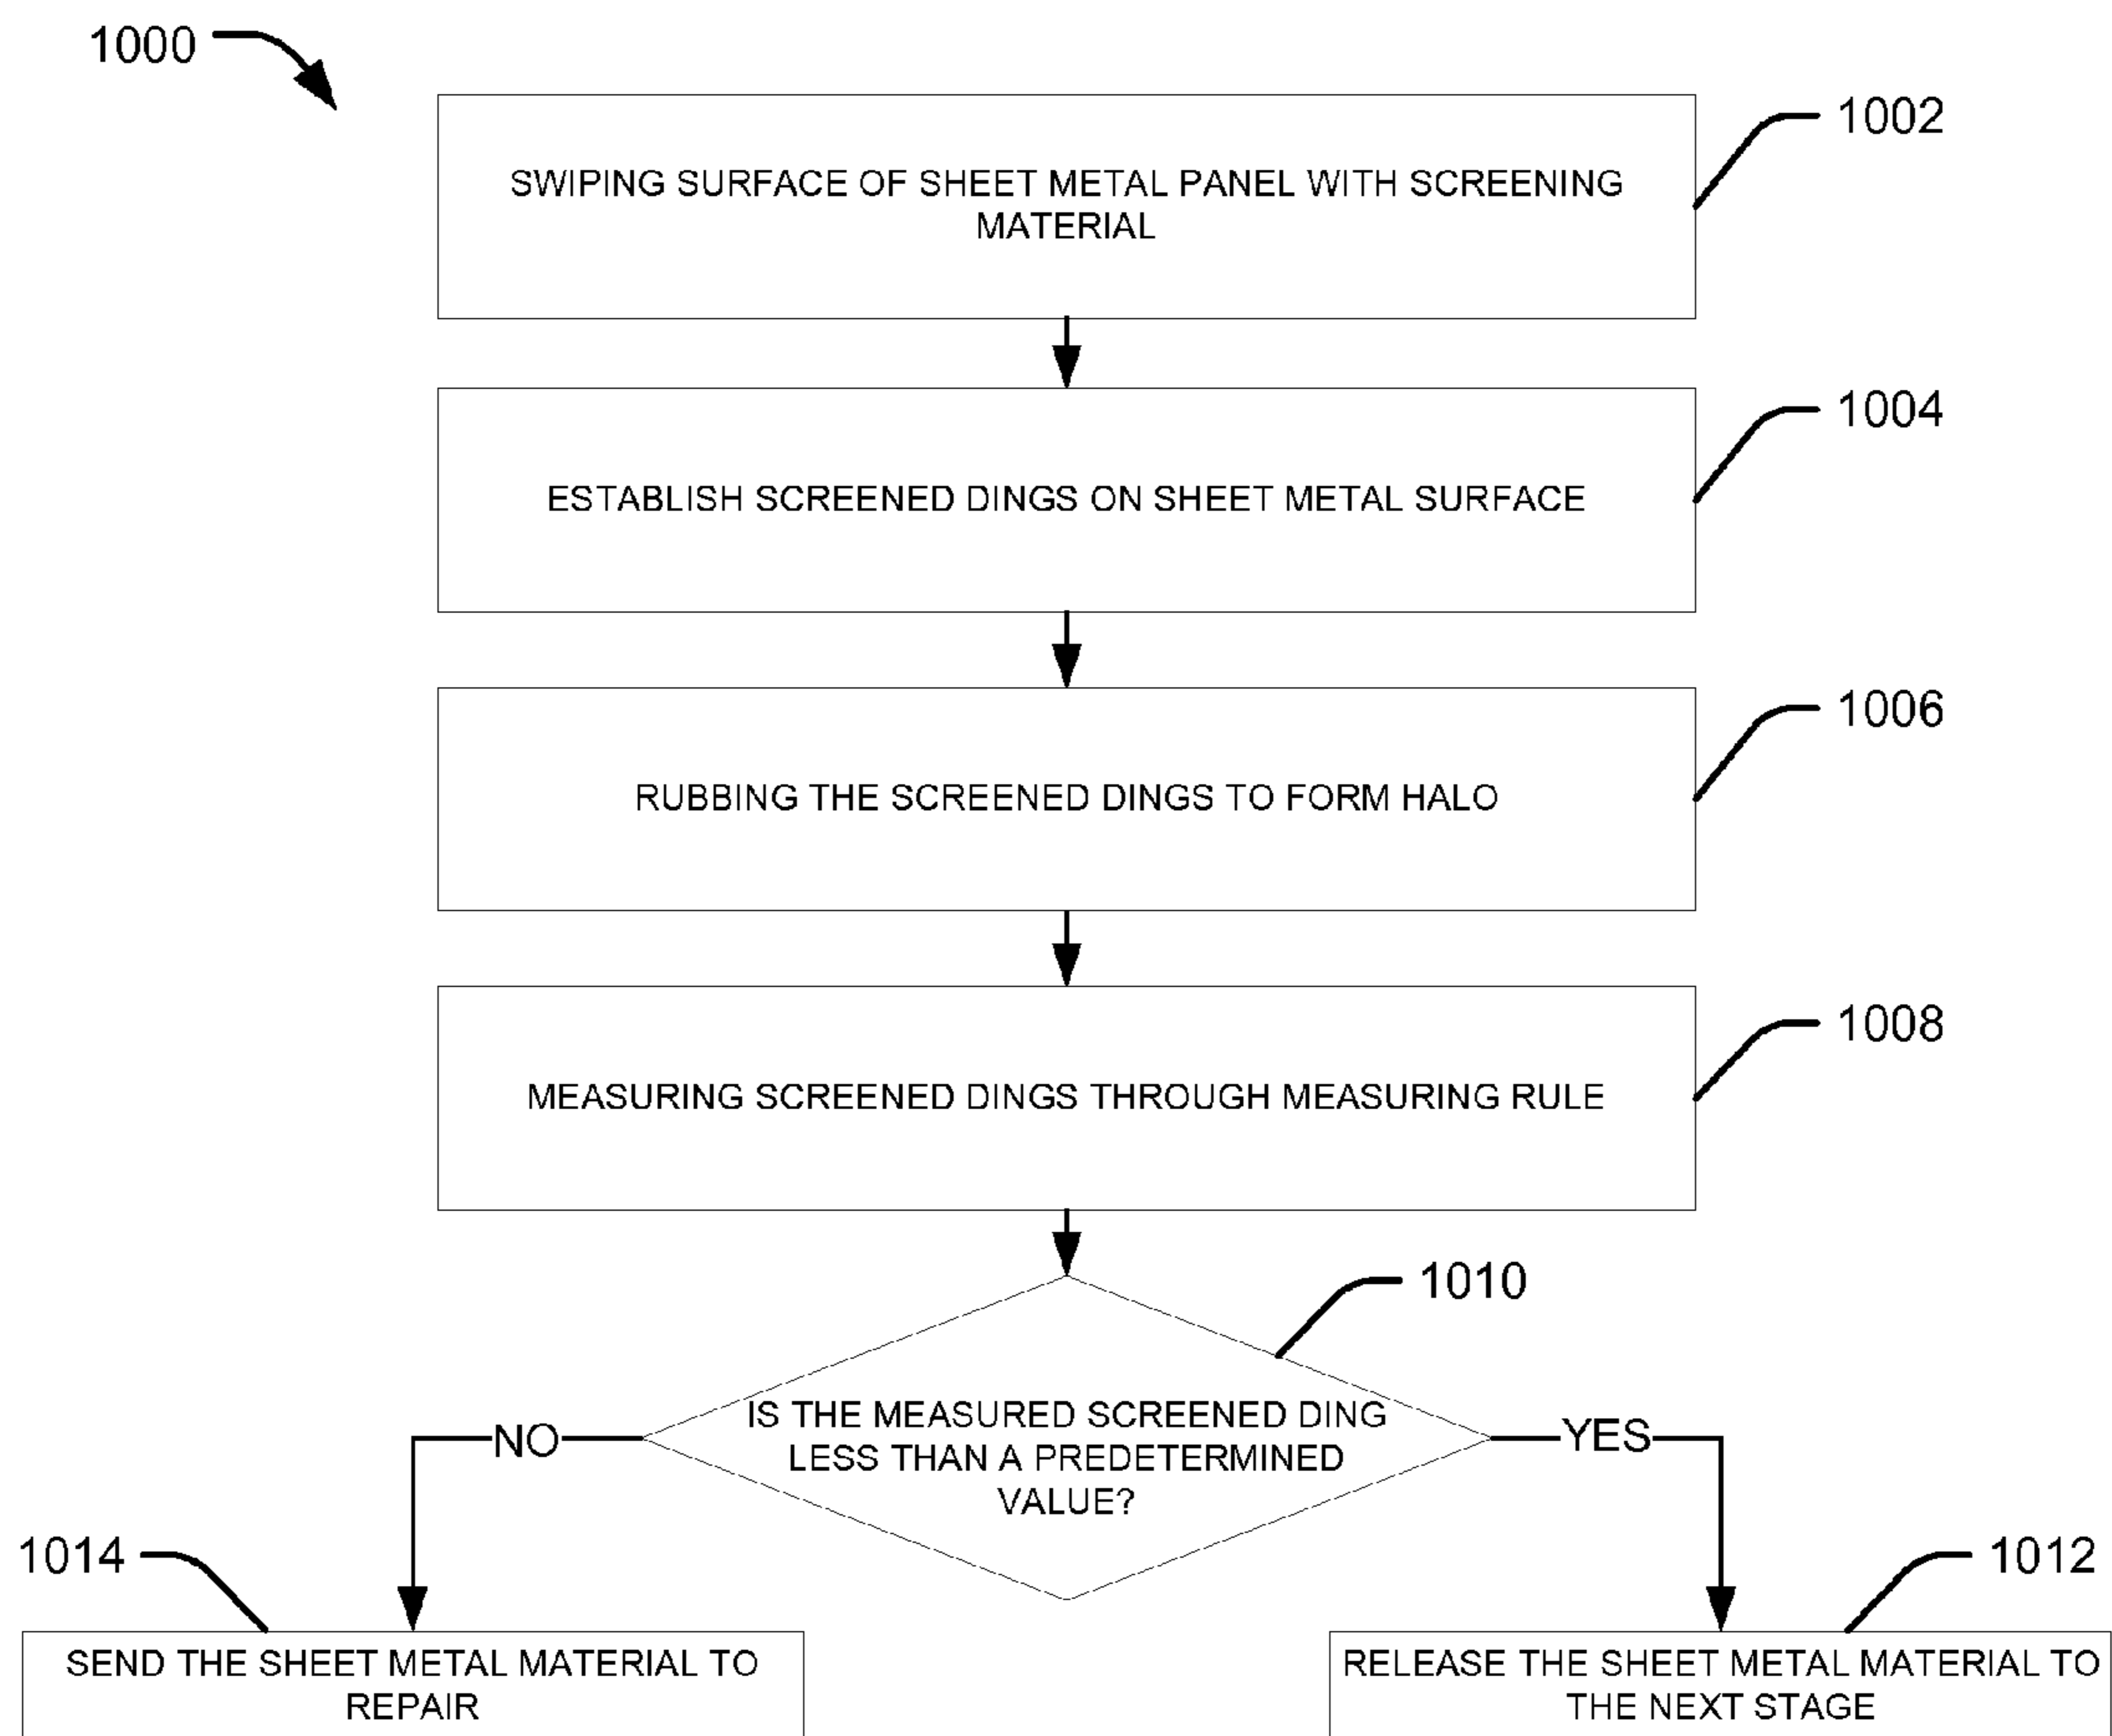 1000
1002
SWIPING SURFACE OF SHEET METAL PANEL WITH SCREENING
MATERIAL
1004
ESTABLISH SCREENED DINGS ON SHEET METAL SURFACE
1006
RUBBING THE SCREENED DINGS TO FORM HALO
1008
MEASURING SCREENED DINGS THROUGH MEASURING RULE
1010
IS THE MEASURED SCREENED DING
LESS THAN A PREDETERMINED
VALUE?
NO
YES
1014
1012
SEND THE SHEET METAL MATERIAL TO
REPAIR
RELEASE THE SHEET METAL MATERIAL TO
THE NEXT STAGE